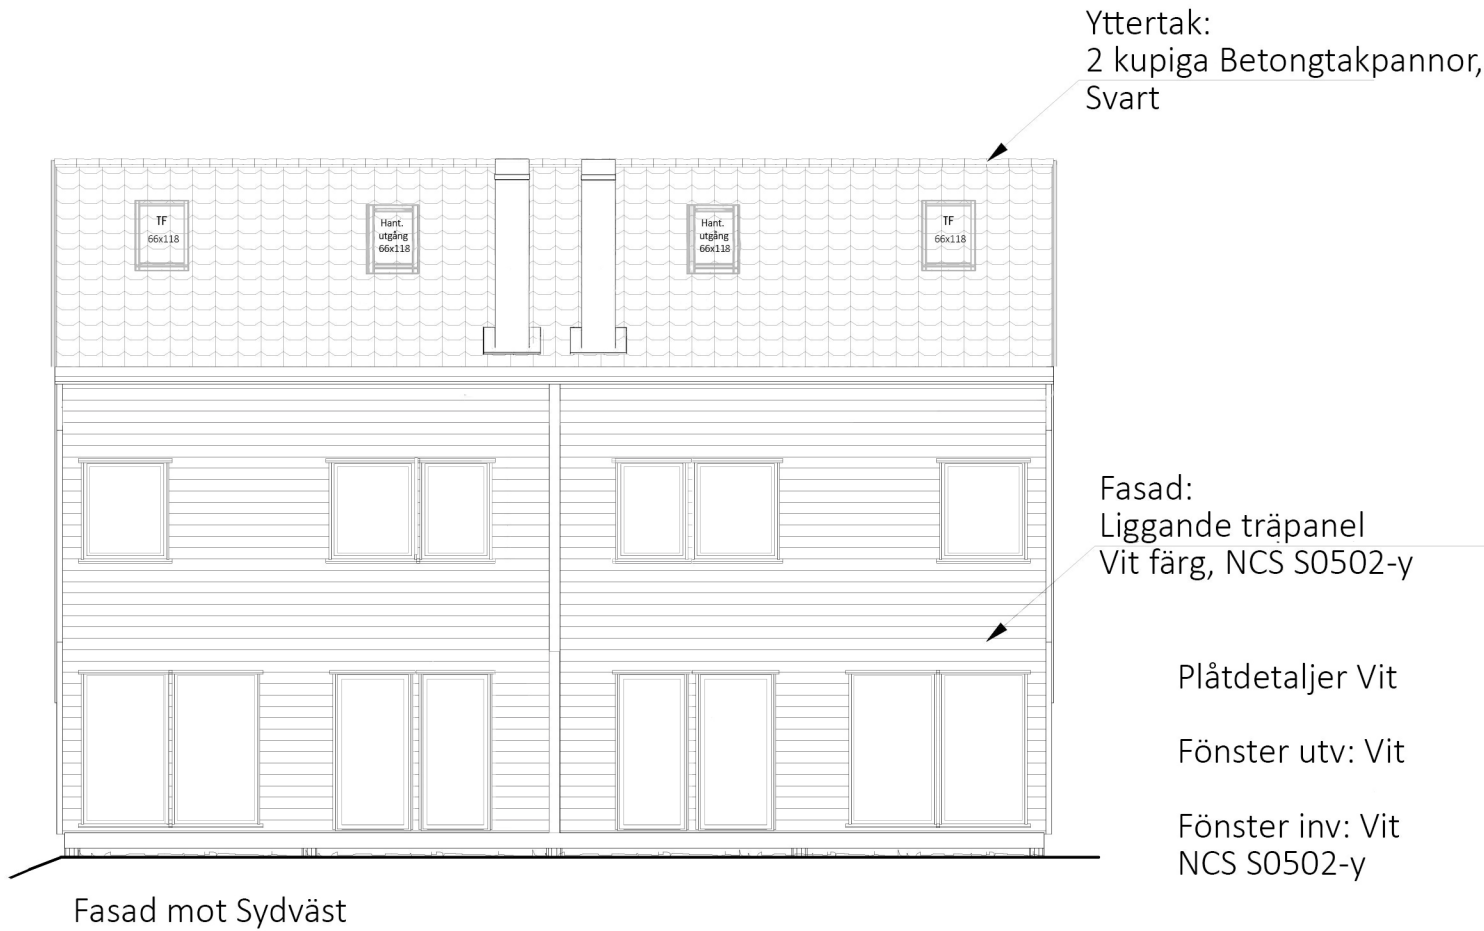 Yttertak:
2 kupiga Betongtakpannor,
Svart
TF
66x118
Hant.
utgång
66x118
Hant.
utgång
66x118
TF
66x118
Fasad:
Liggande träpanel
Vit färg, NCS S0502-y
Plåtdetaljer Vit
Fönster utv: Vit
Fönster inv: Vit
NCS S0502-y
Fasad mot Sydväst